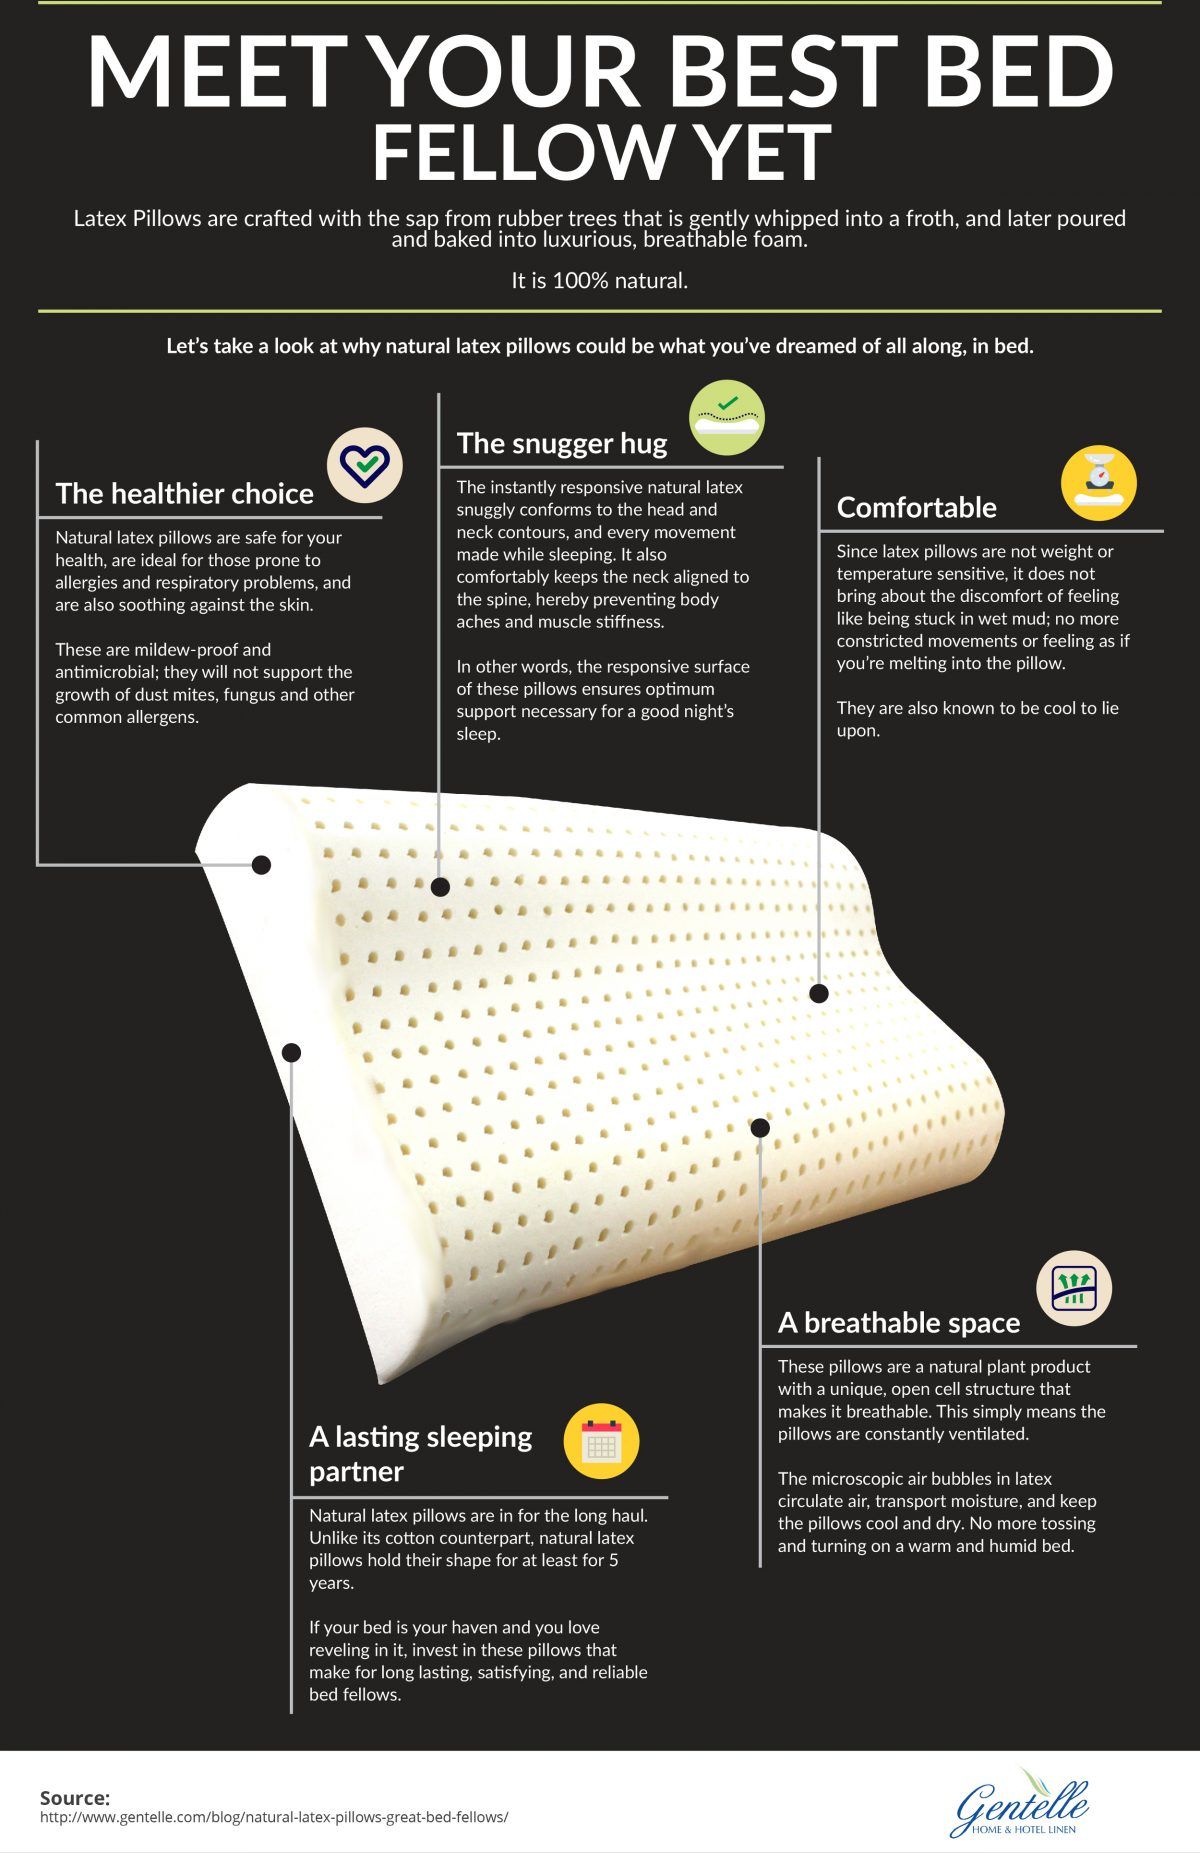 MEET YOUR BEST BED
FELLOW YET
Latex Pillows are crafted with the sap from rubber trees that is gently whipped into a froth, and later poured
and baked into luxurious, breathable foam.
It is 100% natural.
Let's take a look at why natural latex pillows could be what you've dreamed of all along, in bed.
The healthier choice
Natural latex pillows are safe for your
health, are ideal for those prone to
allergies and respiratory problems, and
are also soothing against the skin.
These are mildew-proof and
antimicrobial; they will not support the
growth of dust mites, fungus and other
common allergens.
The snugger hug
The instantly responsive natural latex
snuggly conforms to the head and
neck contours, and every movement
made while sleeping. It also
comfortably keeps the neck aligned to
the spine, hereby preventing body
aches and muscle stiffness.
In other words, the responsive surface
of these pillows ensures optimum
support necessary for a good night's
sleep.
Comfortable
Since latex pillows are not weight or
temperature sensitive, it does not
bring about the discomfort of feeling
like being stuck in wet mud; no more
constricted movements or feeling as if
you're melting into the pillow.
They are also known to be cool to lie
upon.
A lasting sleeping
partner
Natural latex pillows are in for the long haul.
Unlike its cotton counterpart, natural latex
pillows hold their shape for at least for 5
years.
If your bed is your haven and you love
reveling in it, invest in these pillows that
make for long lasting, satisfying, and reliable
bed fellows.
A breathable space
These pillows are a natural plant product
with a unique, open cell structure that
makes it breathable. This simply means the
pillows are constantly ventilated.
The microscopic air bubbles in latex
circulate air, transport moisture, and keep
the pillows cool and dry. No more tossing
and turning on a warm and humid bed.
Source:
http://www.gentelle.com/blog/natural-latex-pillows-great-bed-fellows/
Gentelle
HOME & HOTEL LINEN